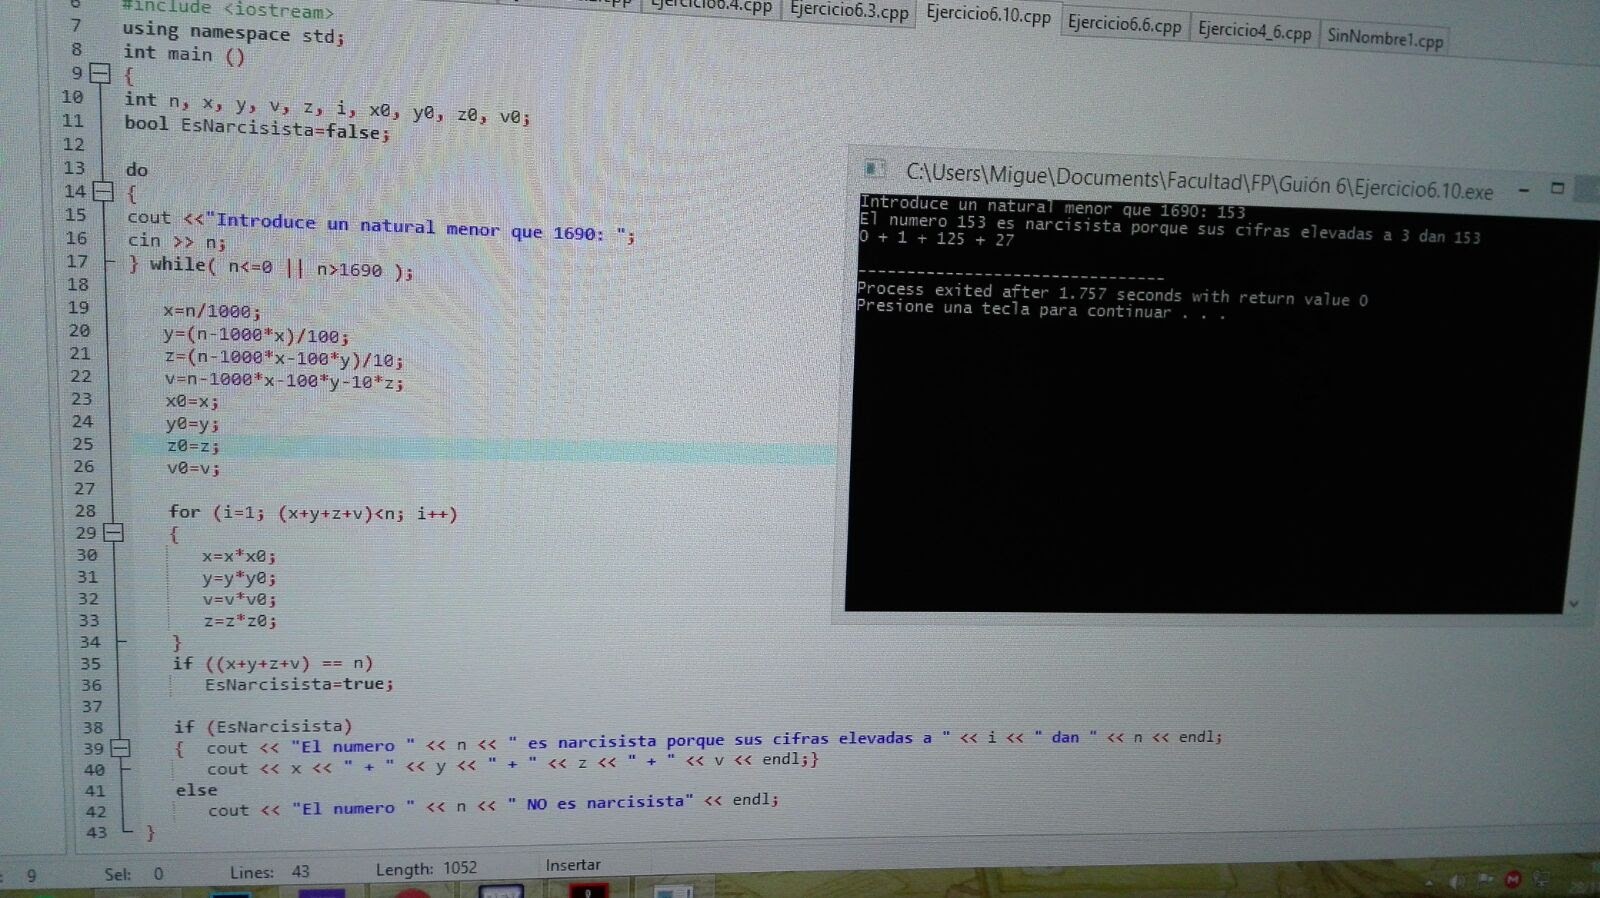 Ejercicio6.4.cpp Ejercicio6.3.cpp Ejercicio6.10.cpp Ejercicio6.6.cpp Ejercicio4_6.cpp SinNombre1.cpp
6 #include <iostream>
7 using namespace std;
8 int main ()
9 {
10 int n, x, y, v, z, i, x0, y0, z0, v0;
11 bool EsNarcisista=false;
12
13 do
14 {
15 cout <<"Introduce un natural menor que 1690: ";
16 cin >> n;
17 } while( n<=0 || n>1690 );
18
19 x=n/1000;
20 y=(n-1000*x)/100;
21 z=(n-1000*x-100*y)/10;
22 v=n-1000*x-100*y-10*z;
23 x0=x;
24 y0=y;
25 z0=z;
26 v0=v;
27
28 for (i=1; (x+y+z+v)<n; i++)
29 {
30 x=x*x0;
31 y=y*y0;
32 v=v*v0;
33 z=z*z0;
34 }
35 if ((x+y+z+v) == n)
36 EsNarcisista=true;
37
38 if (EsNarcisista)
39 { cout << "El numero " << n << " es narcisista porque sus cifras elevadas a " << i << " dan " << n << endl;
40 cout << x << " + " << y << " + " << z << " + " << v << endl;}
41 else
42 cout << "El numero " << n << " NO es narcisista" << endl;
43 }
9 Sel: 0 Lines: 43 Length: 1052 Insertar
C:\Users\Migue\Documents\Facultad\FP\Guión 6\Ejercicio6.10.exe
Introduce un natural menor que 1690: 153
El numero 153 es narcisista porque sus cifras elevadas a 3 dan 153
0 + 1 + 125 + 27
--------------------------------
Process exited after 1.757 seconds with return value 0
Presione una tecla para continuar . . .